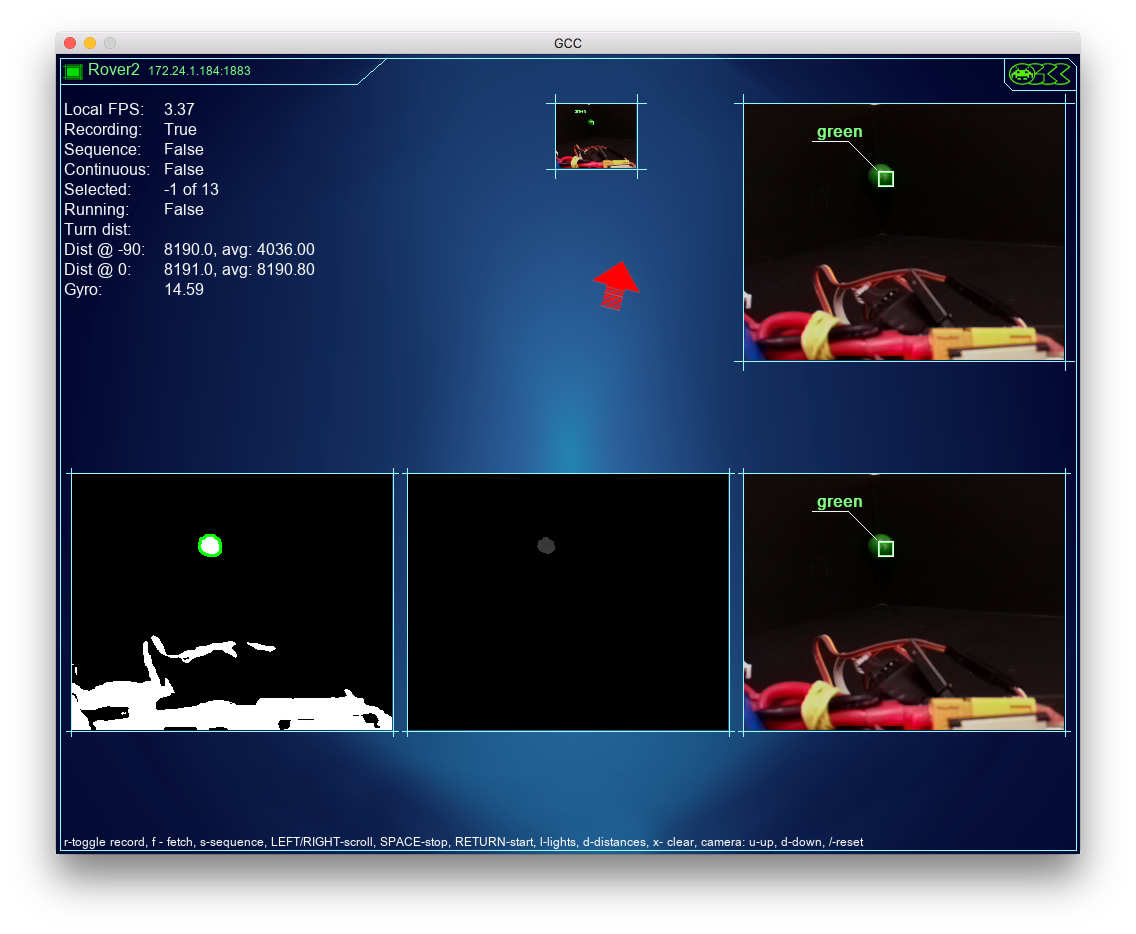 GCC
Rover2 172.24.1.184:1883
Local FPS: 3.37
Recording: True
Sequence: False
Continuous: False
Selected: -1 of 13
Running: False
Turn dist:
Dist @ -90: 8190.0, avg: 4036.00
Dist @ 0: 8191.0, avg: 8190.80
Gyro: 14.59
green
green
r-toggle record, f - fetch, s-sequence, LEFT/RIGHT-scroll, SPACE-stop, RETURN-start, l-lights, d-distances, x- clear, camera: u-up, d-down, /-reset